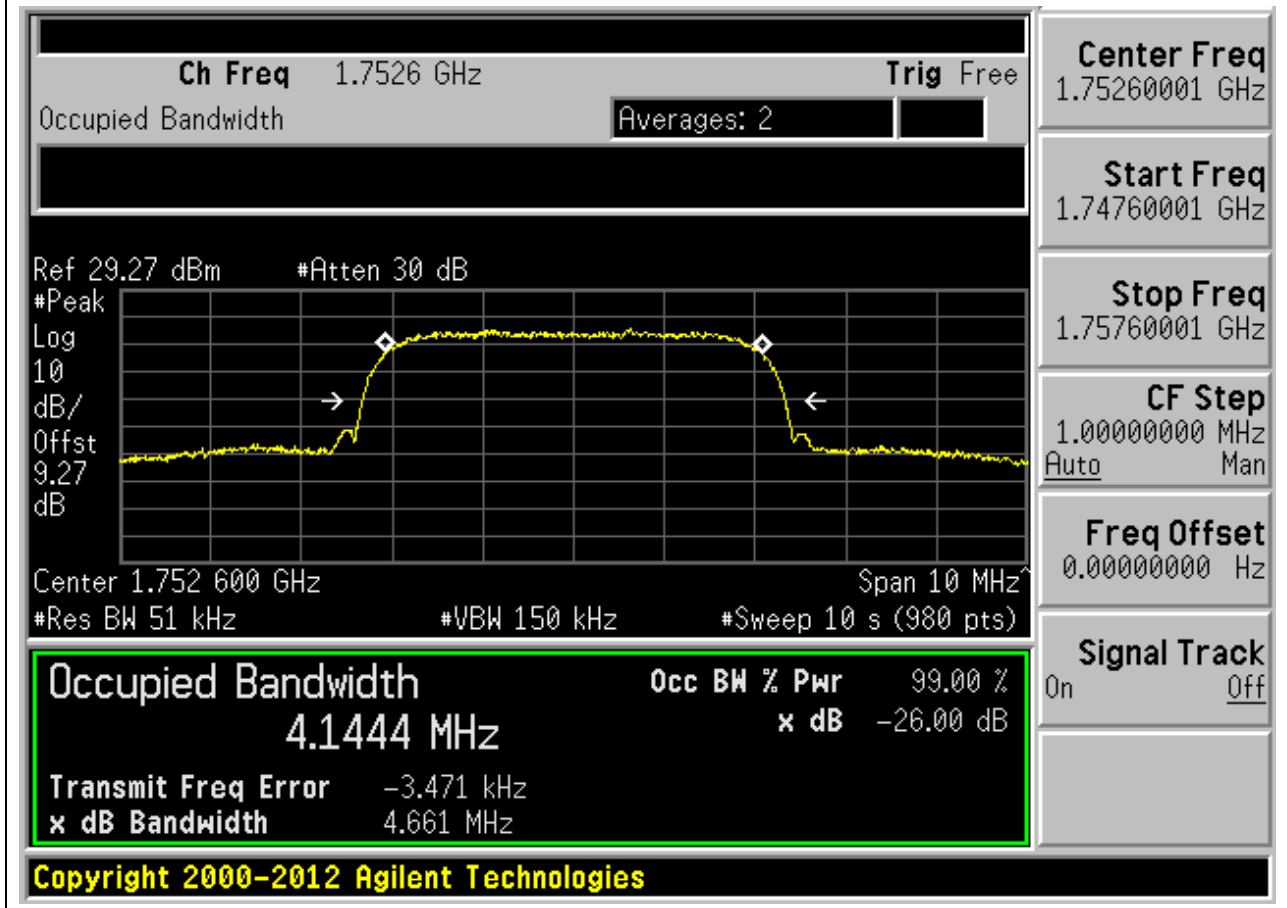 Ch Freq 1.7526 GHz Trig Free
Occupied Bandwidth Averages: 2
Ref 29.27 dBm #Atten 30 dB
#Peak
Log
10
dB/
Offst
9.27
dB
Center 1.752 600 GHz Span 10 MHz^
#Res BW 51 kHz #VBW 150 kHz #Sweep 10 s (980 pts)
Occupied Bandwidth Occ BW % Pwr 99.00 %
4.1444 MHz x dB -26.00 dB
Transmit Freq Error -3.471 kHz
x dB Bandwidth 4.661 MHz
Copyright 2000-2012 Agilent Technologies
Center Freq
1.75260001 GHz
Start Freq
1.74760001 GHz
Stop Freq
1.75760001 GHz
CF Step
1.00000000 MHz
Auto Man
Freq Offset
0.00000000 Hz
Signal Track
On Off